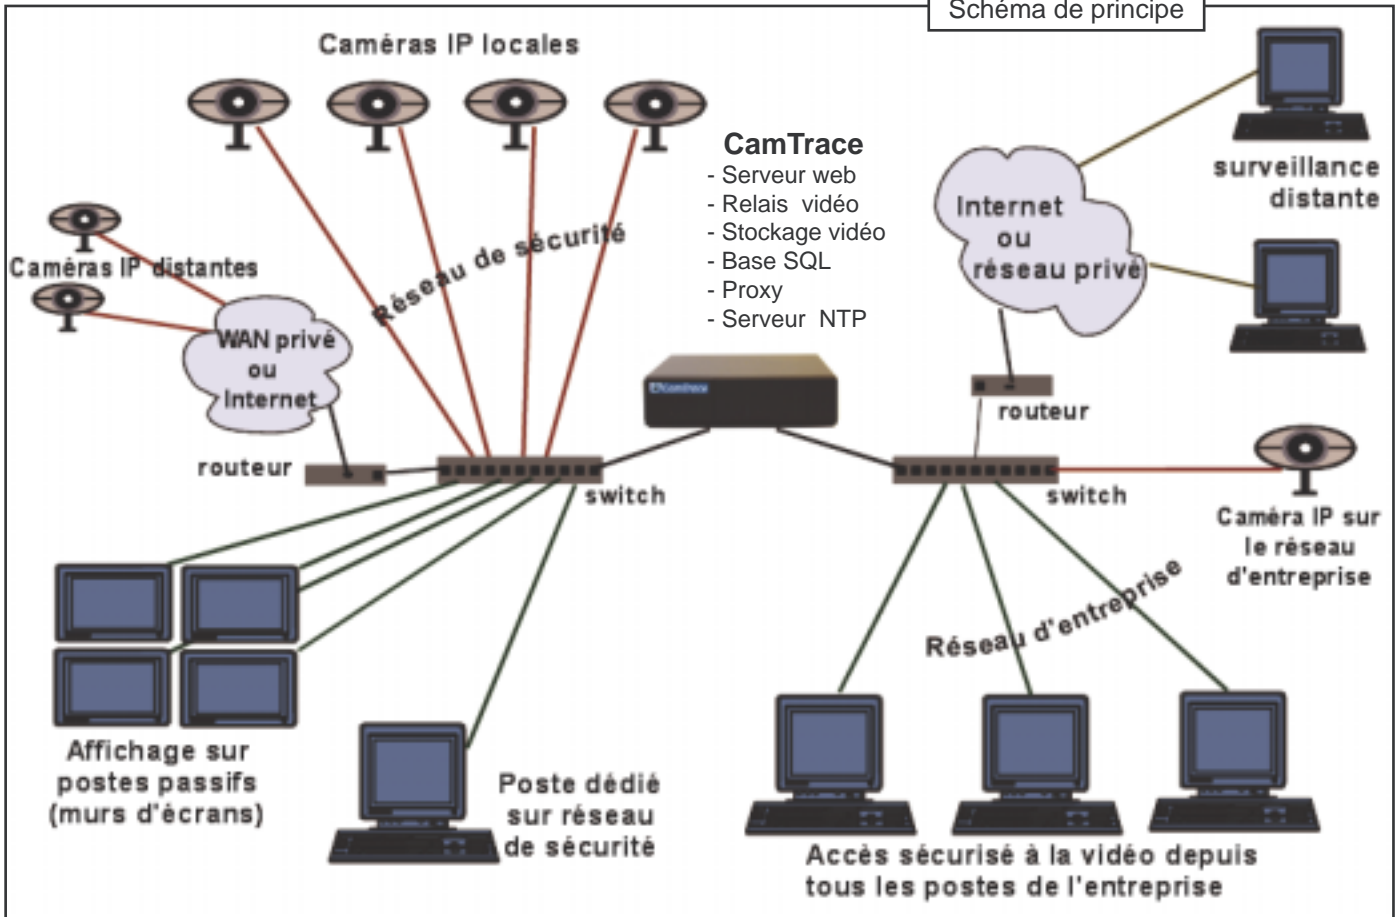 Schéma de principe
Caméras IP locales
CamTrace
- Serveur web
- Relais vidéo
- Stockage vidéo
- Base SQL
- Proxy
- Serveur NTP
Internet
ou
réseau privé
surveillance
distante
Réseau de sécurité
Caméras IP distantes
WAN privé
ou
Internet
CamTrace
routeur
routeur
switch
switch
Caméra IP sur
le réseau
d'entreprise
Réseau d'entreprise
Affichage sur
postes passifs
(murs d'écrans)
Poste dédié
sur réseau
de sécurité
Accès sécurisé à la vidéo depuis
tous les postes de l'entreprise